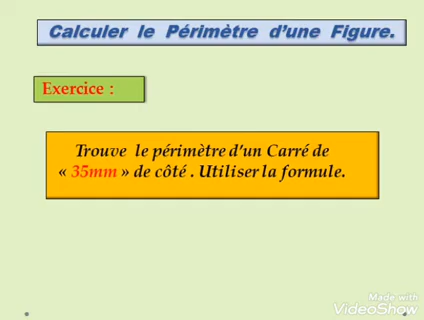 Calculer le Périmètre d'une Figure.
Exercice :
Trouve le périmètre d'un Carré de
« 35mm » de côté . Utiliser la formule.
Made with
VideoShow